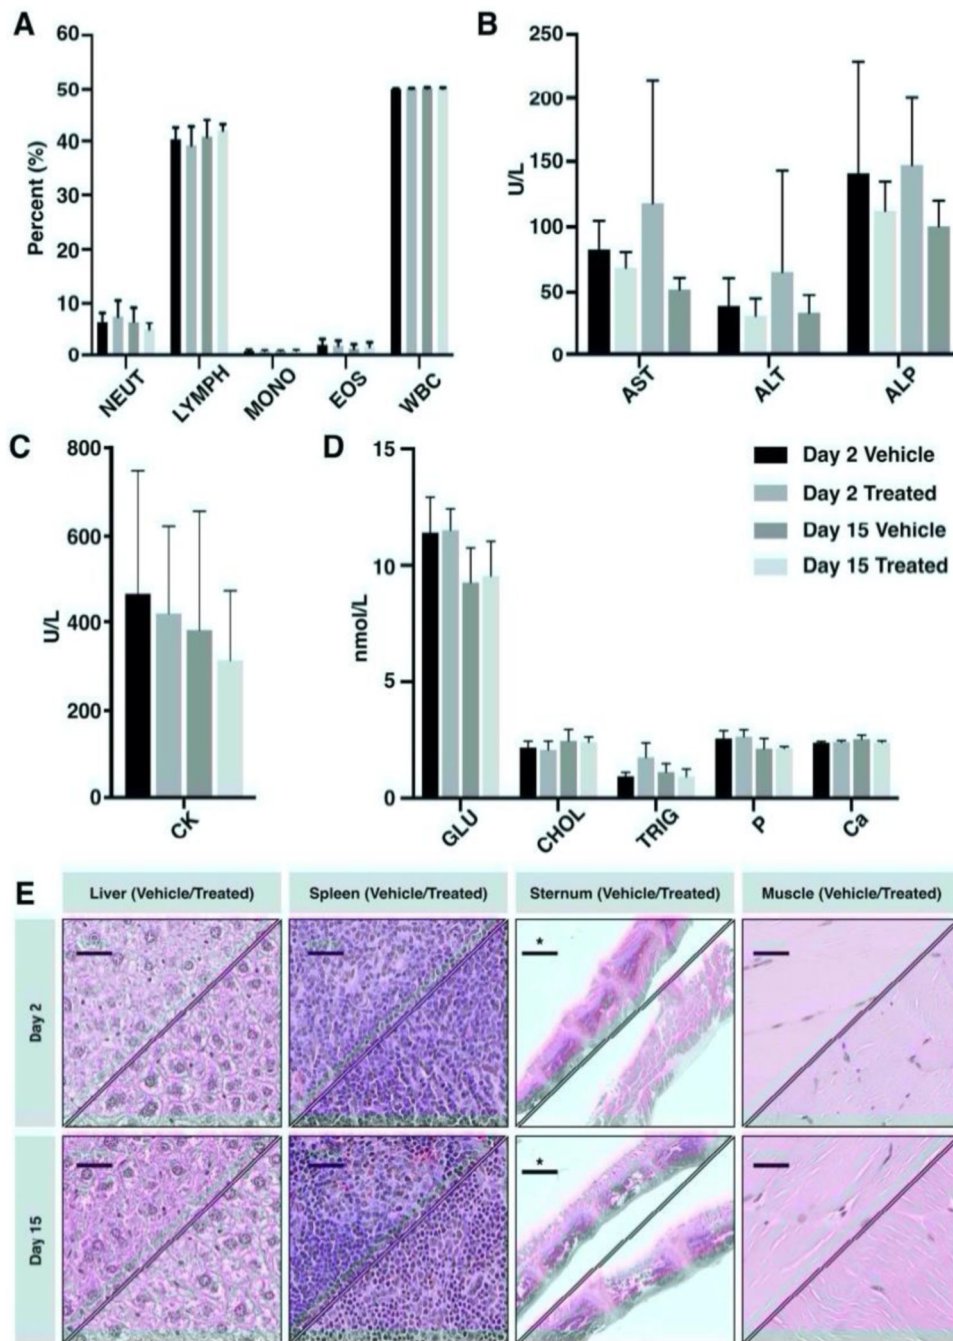 A
60
50
40
30
20
10
0
Percent (%)
NEUT
LYMPH
MONO
EOS
WBC
B
250
200
150
100
50
0
U/L
AST
ALT
ALP
C
800
600
400
200
0
U/L
CK
D
15
10
5
0
nmol/L
GLU
CHOL
TRIG
P
Ca
Day 2 Vehicle
Day 2 Treated
Day 15 Vehicle
Day 15 Treated
E
Liver (Vehicle/Treated)
Spleen (Vehicle/Treated)
Sternum (Vehicle/Treated)
Muscle (Vehicle/Treated)
Day 2
*
Day 15
*